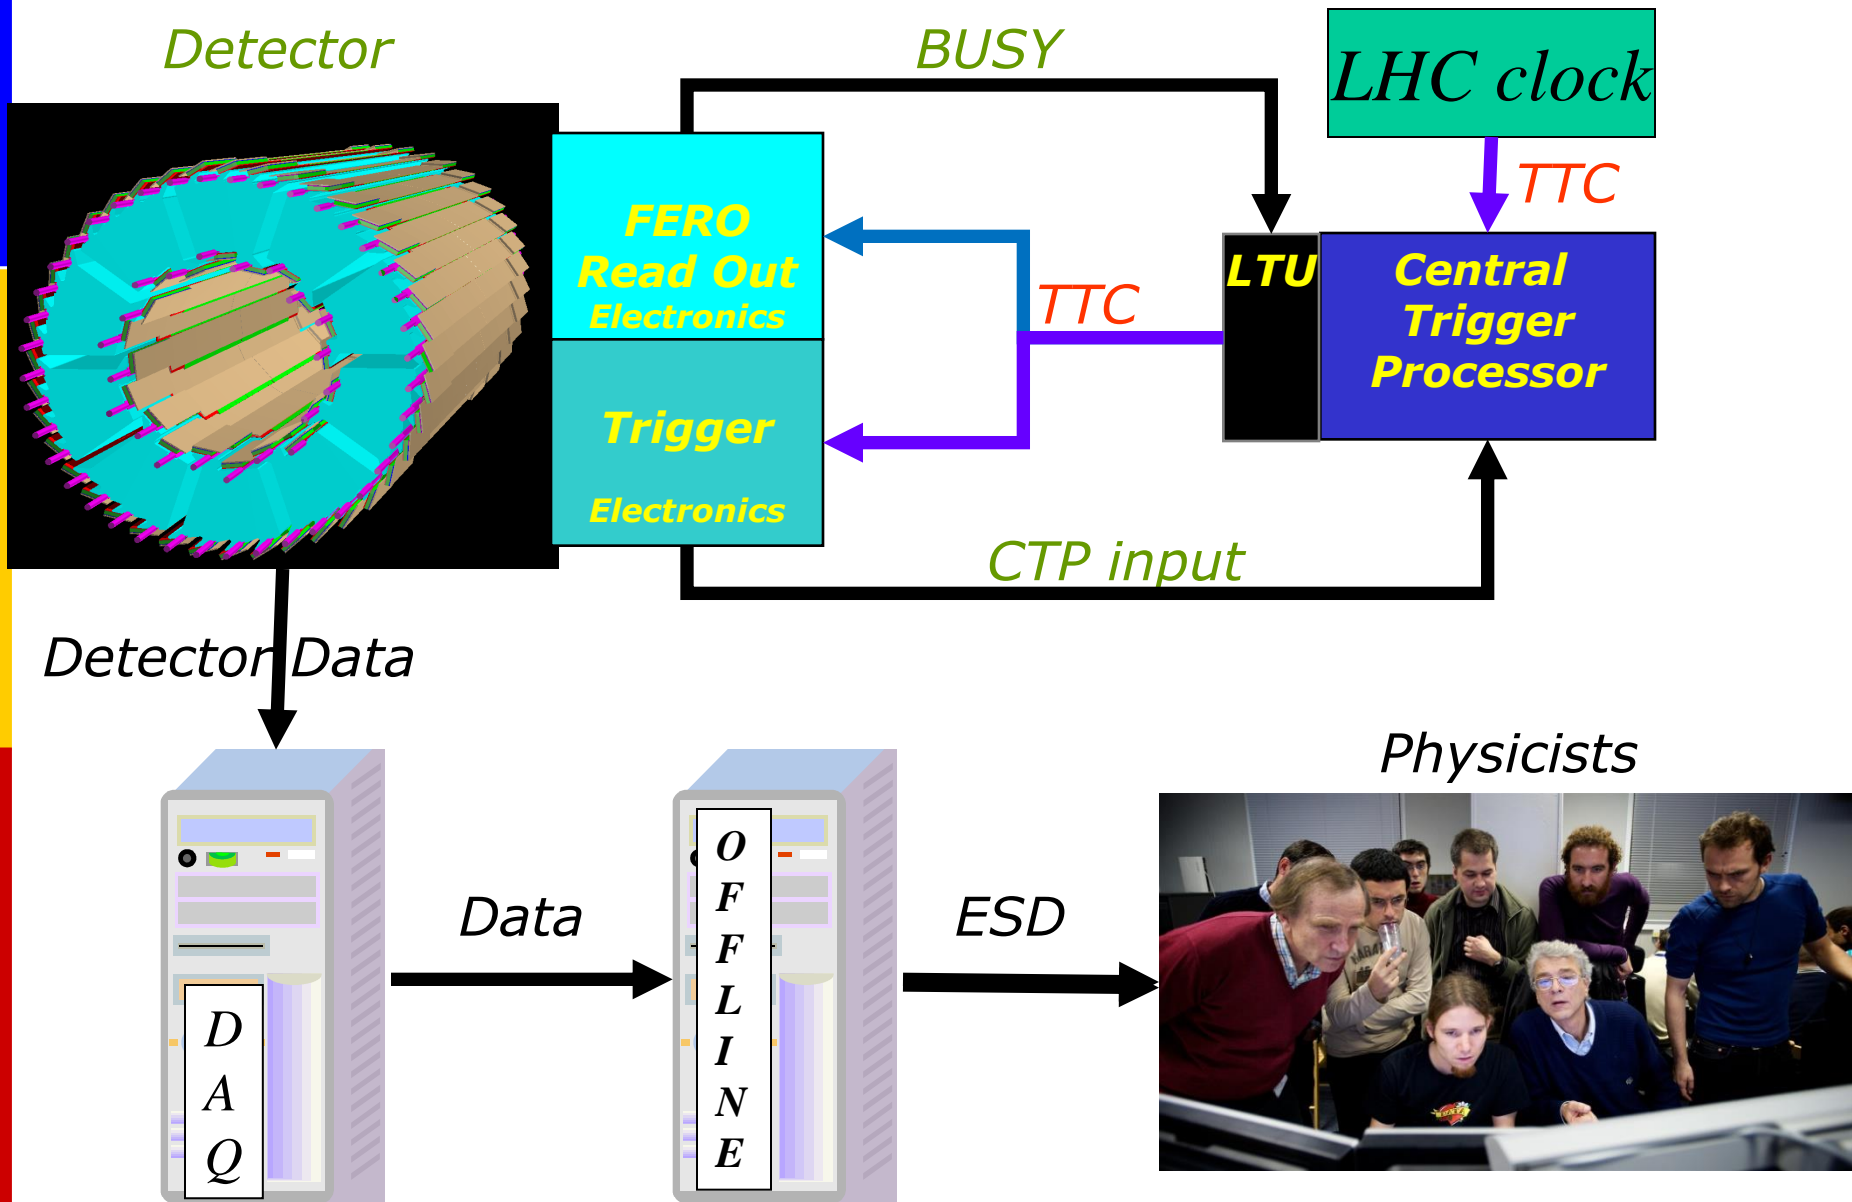 Detector
BUSY
LHC clock
TTC
FERO
Read Out
Electronics
TTC
LTU
Central
Trigger
Processor
Trigger
Electronics
CTP input
Detector Data
Physicists
Data
ESD
D
A
Q
O
F
F
L
I
N
E